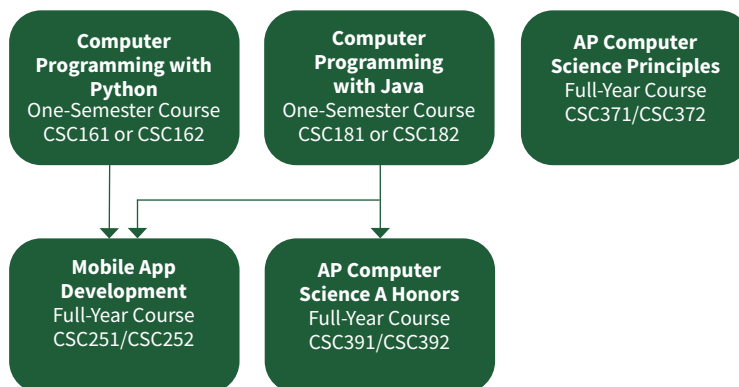 Computer
Programming with
Python
One-Semester Course
CSC161 or CSC162
Computer
Programming
with Java
One-Semester Course
CSC181 or CSC182
AP Computer
Science Principles
Full-Year Course
CSC371/CSC372
Mobile App
Development
Full-Year Course
CSC251/CSC252
AP Computer
Science A Honors
Full-Year Course
CSC391/CSC392